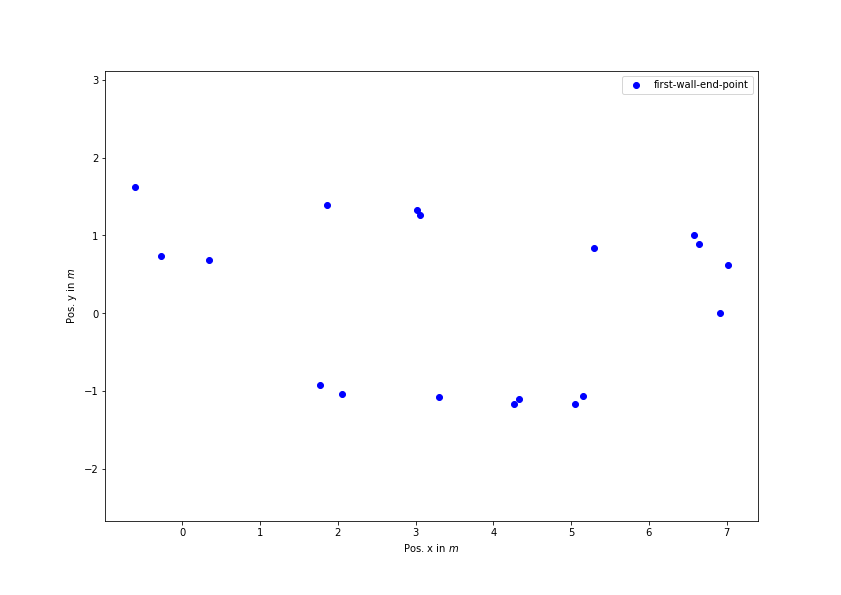 first-wall-end-point
3
2
1
0
−1
−2
Pos. y in m
0 1 2 3 4 5 6 7
Pos. x in m